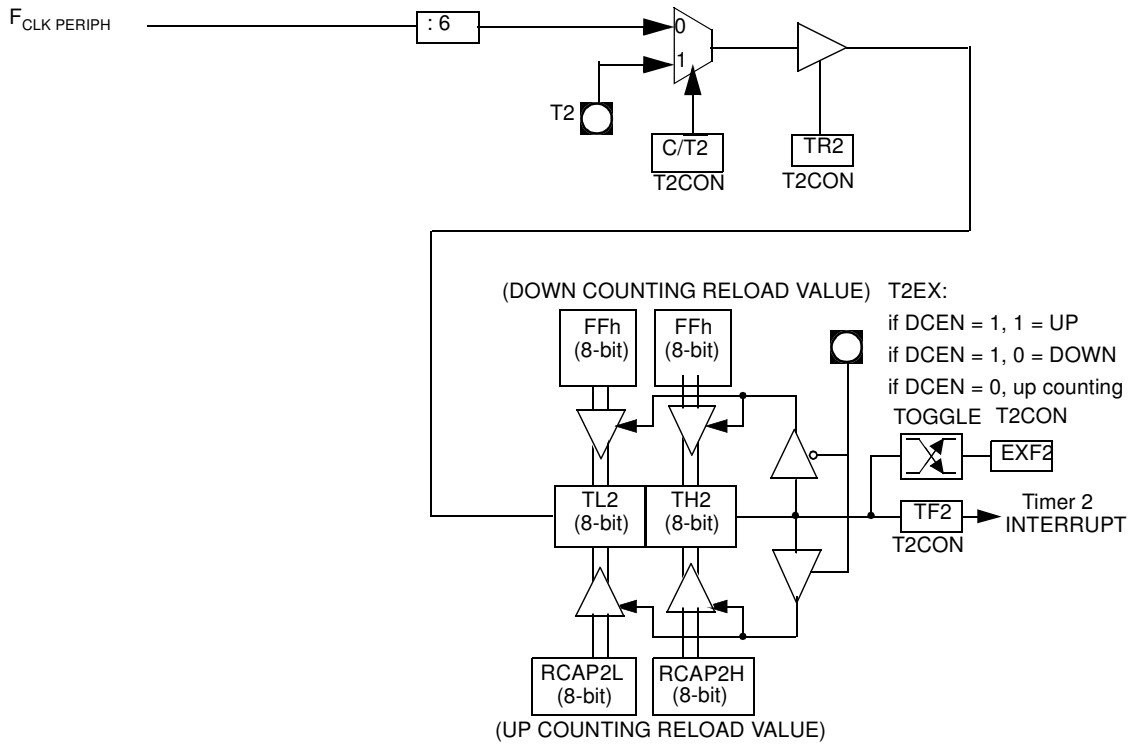 FCLK PERIPH
: 6
0
1
T2
C/T2
TR2
T2CON
T2CON
(DOWN COUNTING RELOAD VALUE)
T2EX:
if DCEN = 1, 1 = UP
if DCEN = 1, 0 = DOWN
if DCEN = 0, up counting
FFh
(8-bit)
FFh
(8-bit)
TOGGLE
T2CON
EXF2
TL2
(8-bit)
TH2
(8-bit)
TF2
T2CON
Timer 2
INTERRUPT
RCAP2L
(8-bit)
RCAP2H
(8-bit)
(UP COUNTING RELOAD VALUE)